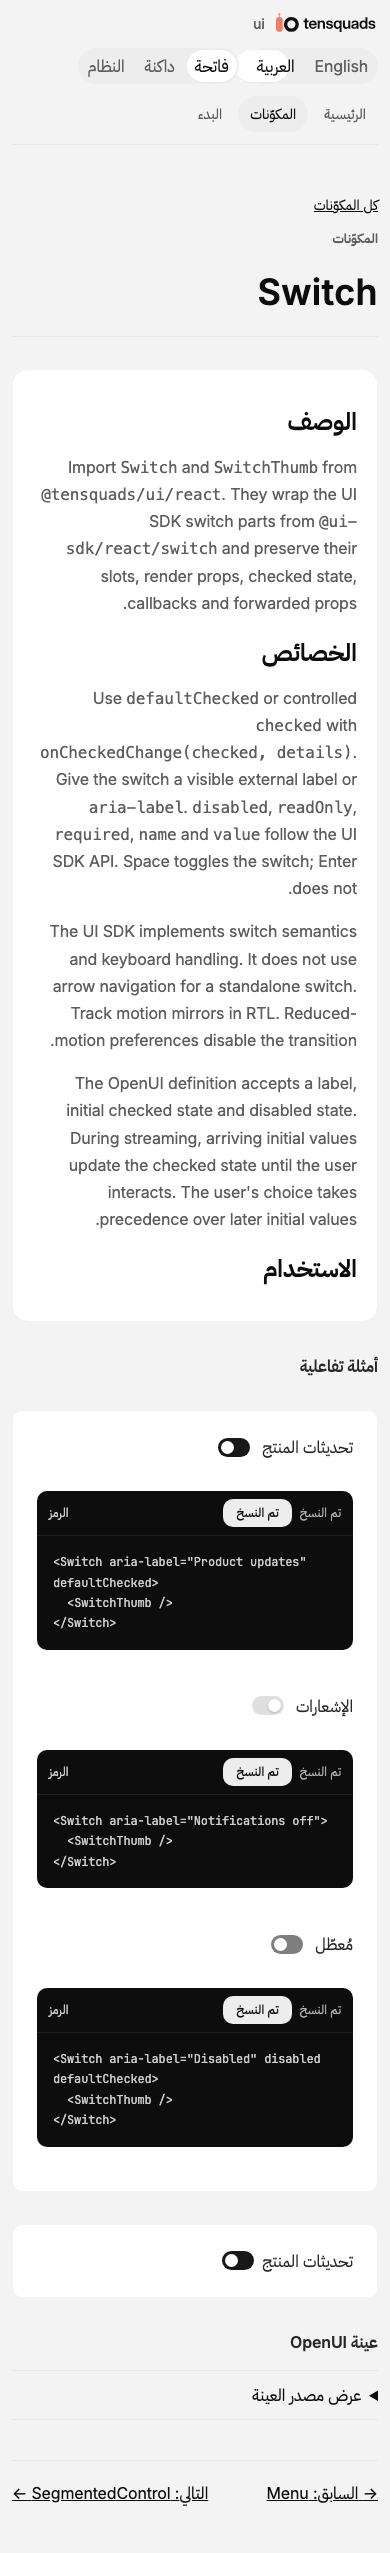 tensquads ui
English العربية فاتحة داكنة النظام
الرئيسية المكوّنات البدء
كل المكوّنات
المكوّنات
Switch
الوصف
Import Switch and SwitchThumb from
@tensquads/ui/react. They wrap the UI
SDK switch parts from @ui-
sdk/react/switch and preserve their
slots, render props, checked state,
callbacks and forwarded props.
الخصائص
Use defaultChecked or controlled
checked with
onCheckedChange(checked, details).
Give the switch a visible external label or
aria-label. disabled, readOnly,
required, name and value follow the UI
SDK API. Space toggles the switch; Enter
does not.
The UI SDK implements switch semantics
and keyboard handling. It does not use
arrow navigation for a standalone switch.
Track motion mirrors in RTL. Reduced-
motion preferences disable the transition.
The OpenUI definition accepts a label,
initial checked state and disabled state.
During streaming, arriving initial values
update the checked state until the user
interacts. The user's choice takes
precedence over later initial values.
الاستخدام
أمثلة تفاعلية
تحديثات المنتج
تم النسخ تم النسخ الرمز
<Switch aria-label="Product updates"
defaultChecked>
<SwitchThumb />
</Switch>
الإشعارات
تم النسخ تم النسخ الرمز
<Switch aria-label="Notifications off">
<SwitchThumb />
</Switch>
مُعطّل
تم النسخ تم النسخ الرمز
<Switch aria-label="Disabled" disabled
defaultChecked>
<SwitchThumb />
</Switch>
تحديثات المنتج
عينة OpenUI
عرض مصدر العينة
→ السابق: Menu
التالي: SegmentedControl ←